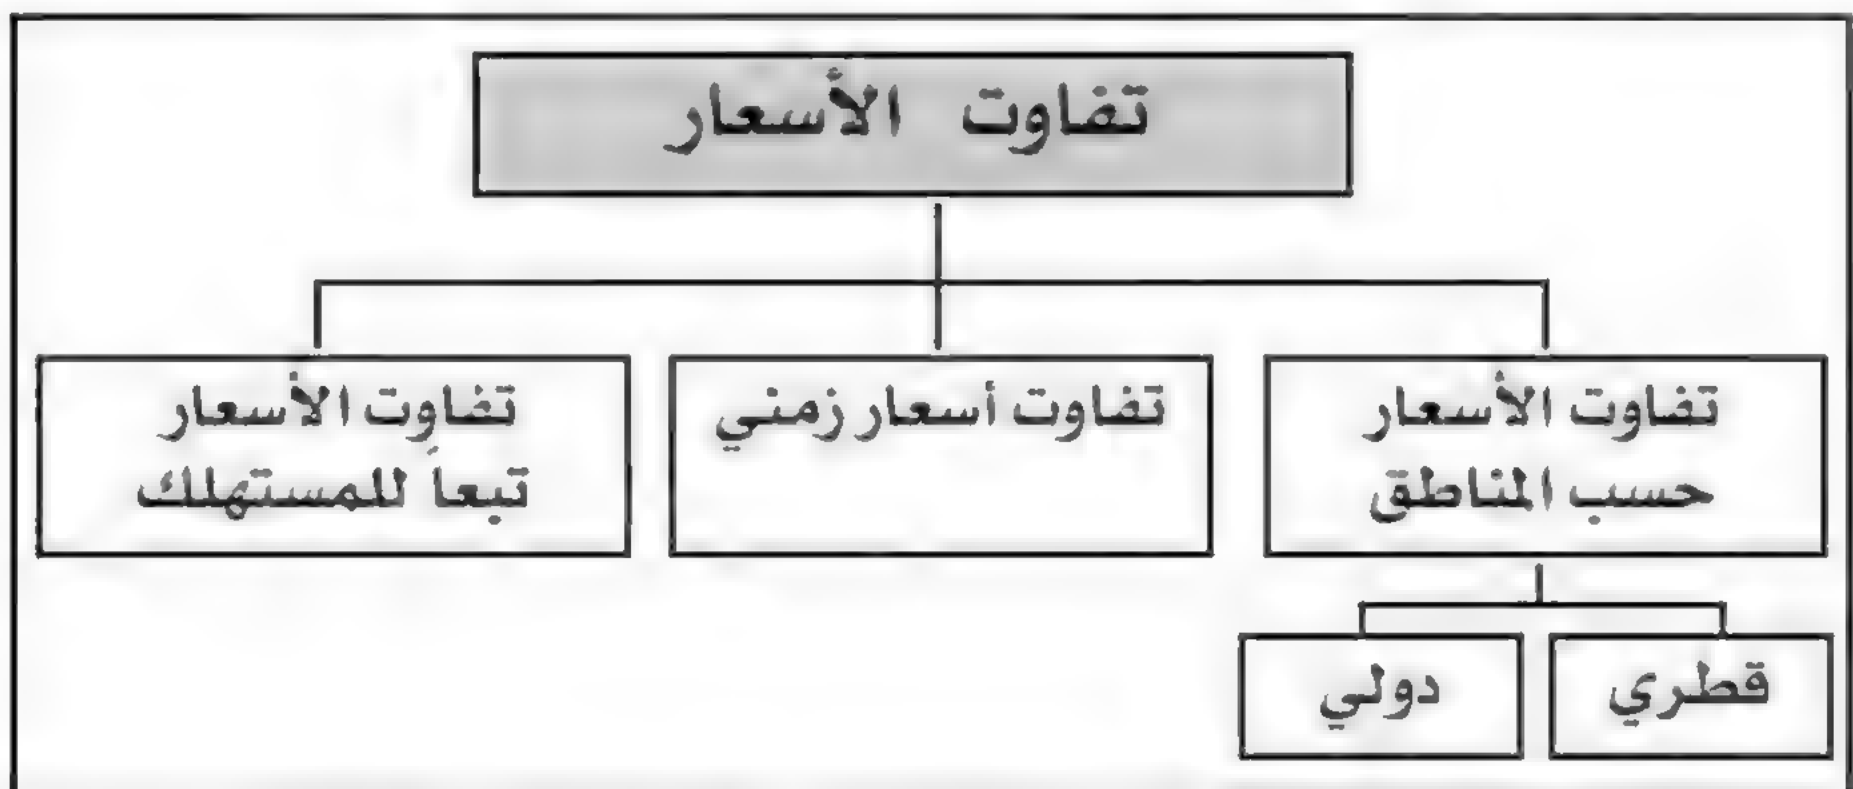 تفاوت الأسعار
تفاوت الأسعار
حسب المناطق
تفاوت أسعار زمني
تفاوت الأسعار
تبعاً للمستهلك
قطري
دولي